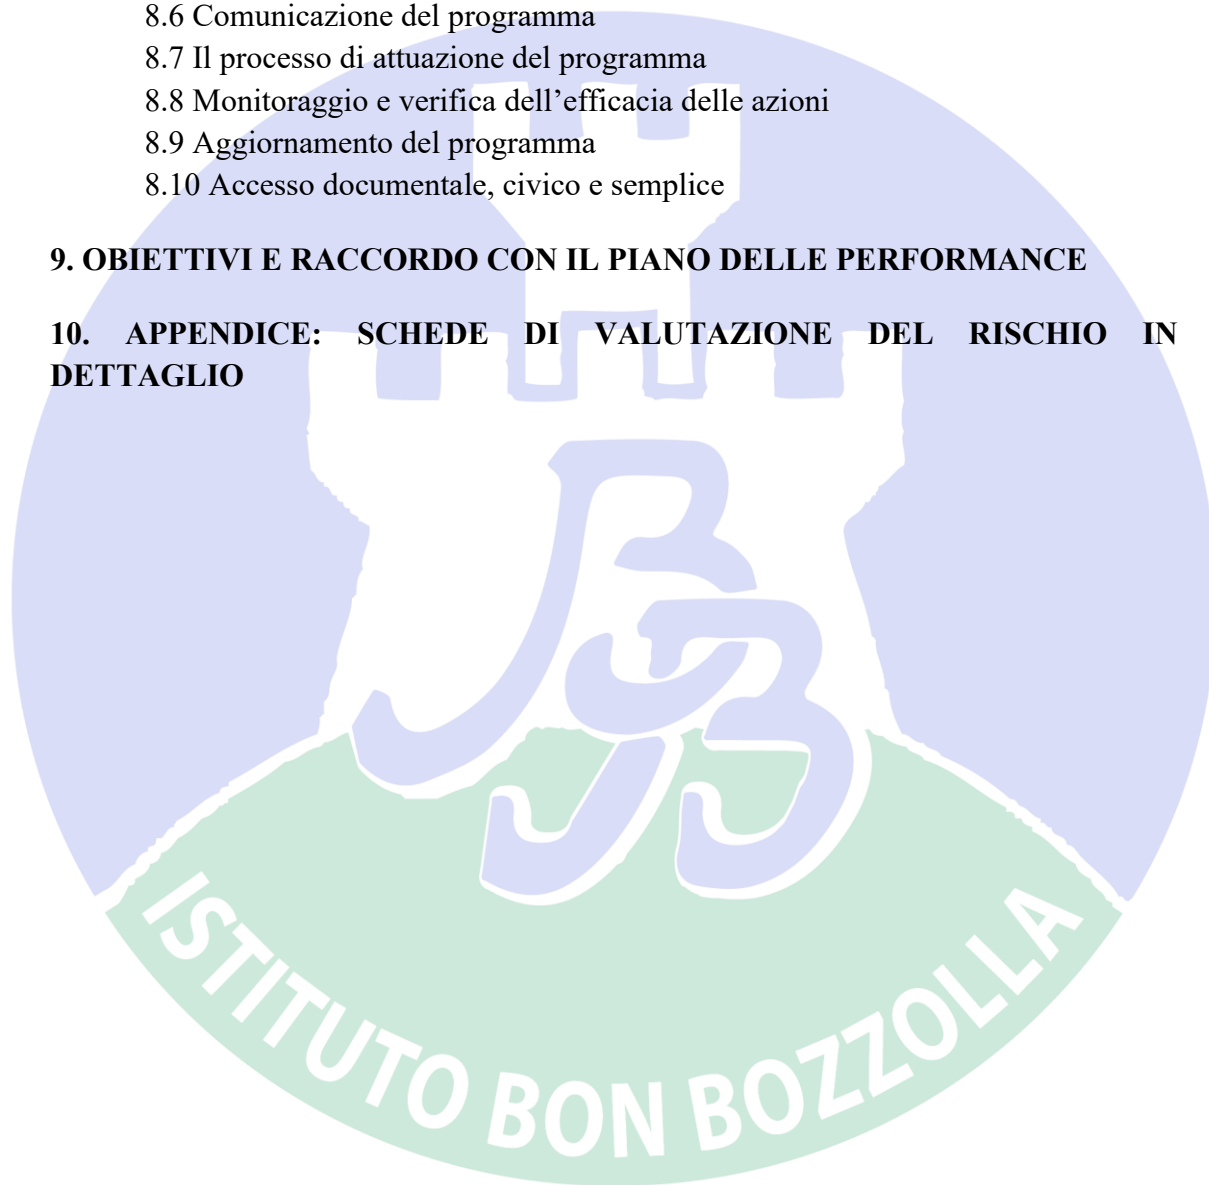 8.6 Comunicazione del programma
8.7 Il processo di attuazione del programma
8.8 Monitoraggio e verifica dell’efficacia delle azioni
8.9 Aggiornamento del programma
8.10 Accesso documentale, civico e semplice
9. OBIETTIVI E RACCORDO CON IL PIANO DELLE PERFORMANCE
10. APPENDICE: SCHEDE DI VALUTAZIONE DEL RISCHIO IN
DETTAGLIO
ISTITUTO BON BOZZOLLA